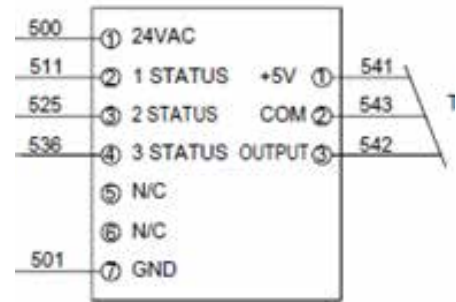 500 ① 24VAC
511 ② 1 STATUS +5V ① 541
525 ③ 2 STATUS COM ② 543
536 ④ 3 STATUS OUTPUT ③ 542
⑤ N/C
⑥ N/C
501 ⑦ GND
T